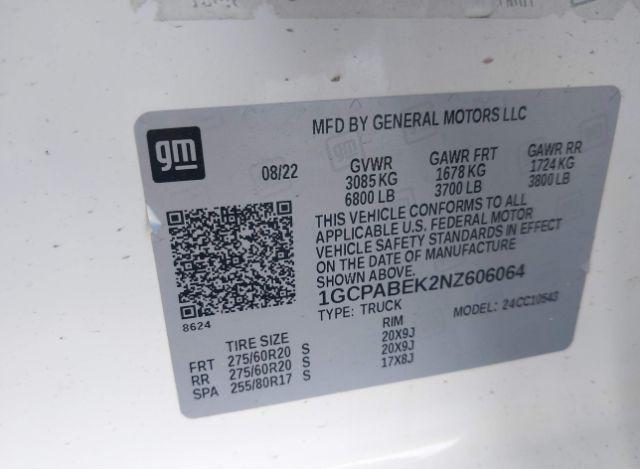 MFD BY GENERAL MOTORS LLC
gm
08/22
GVWR GAWR FRT GAWR RR
3085 KG 1678 KG 1724 KG
6800 LB 3700 LB 3800 LB
THIS VEHICLE CONFORMS TO ALL
APPLICABLE U.S. FEDERAL MOTOR
VEHICLE SAFETY STANDARDS IN EFFECT
ON THE DATE OF MANUFACTURE
SHOWN ABOVE.
1GCPABEK2NZ606064
TYPE: TRUCK MODEL: 24CC10543
8624
TIRE SIZE RIM
FRT 275/60R20 S 20X9J
RR 275/60R20 S 20X9J
SPA 255/80R17 S 17X8J